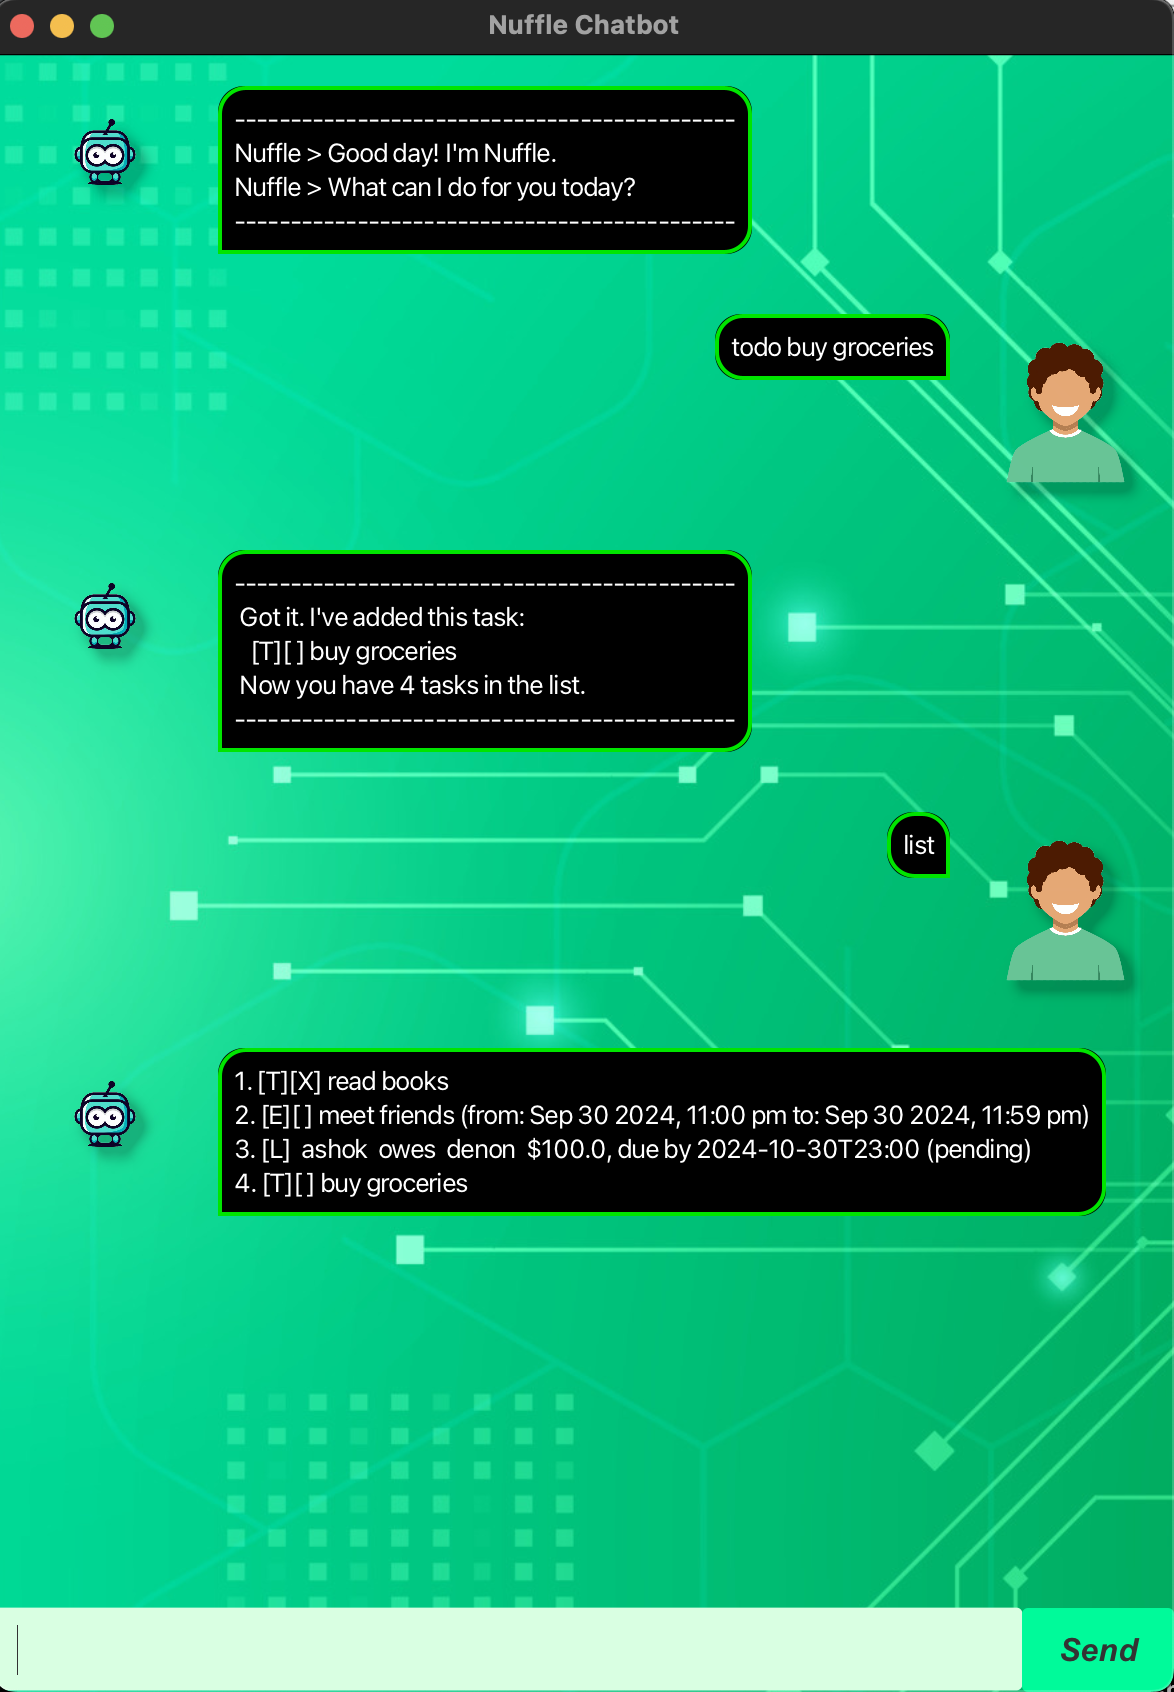 Nuffle Chatbot
---------------------------------------------
Nuffle > Good day! I'm Nuffle.
Nuffle > What can I do for you today?
---------------------------------------------
todo buy groceries
---------------------------------------------
Got it. I've added this task:
[T][ ] buy groceries
Now you have 4 tasks in the list.
---------------------------------------------
list
1. [T][X] read books
2. [E][ ] meet friends (from: Sep 30 2024, 11:00 pm to: Sep 30 2024, 11:59 pm)
3. [L]  ashok  owes  denon  $100.0, due by 2024-10-30T23:00 (pending)
4. [T][ ] buy groceries
Send